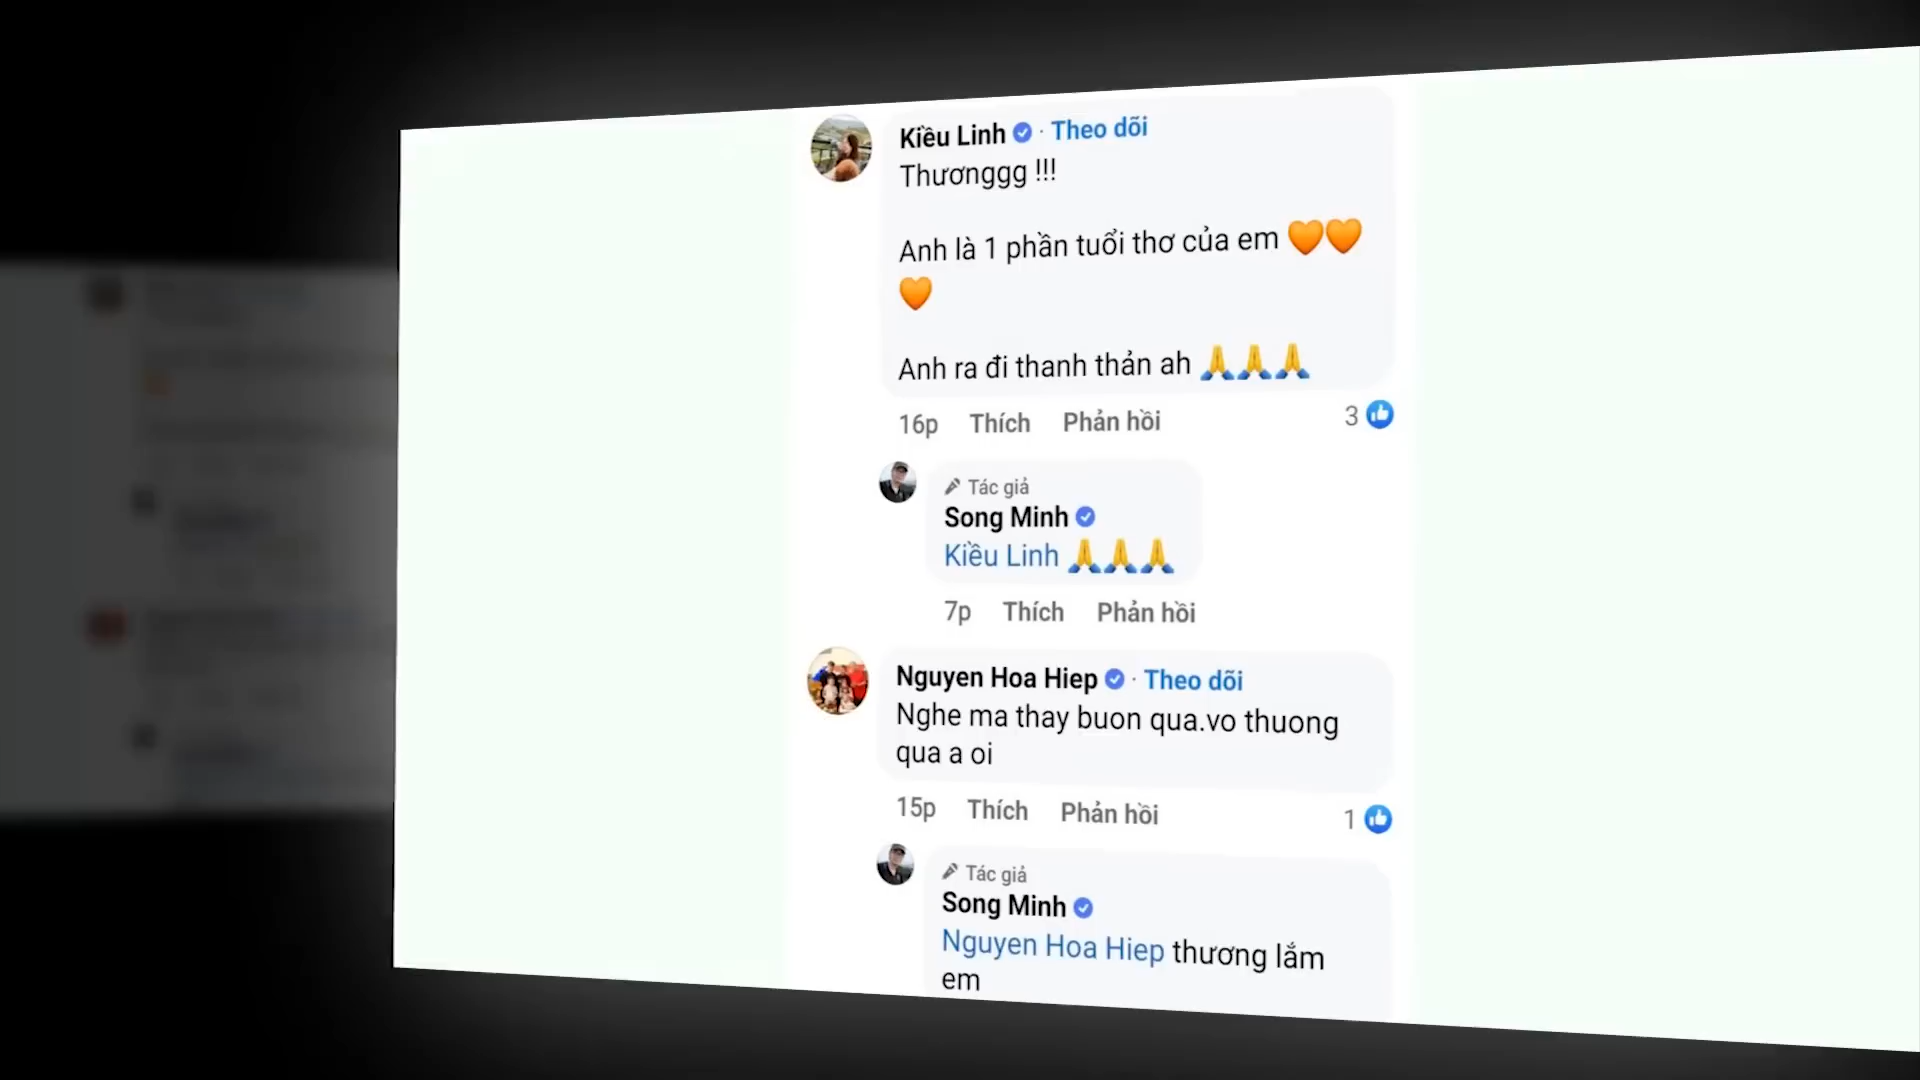 Kiều Linh · Theo dõi
Thươnggg !!!
Anh là 1 phần tuổi thơ của em 🧡🧡
🧡
Anh ra đi thanh thản ah 🙏🙏🙏
16p Thích Phản hồi 3
Tác giả
Song Minh
Kiều Linh 🙏🙏🙏
7p Thích Phản hồi
Nguyen Hoa Hiep · Theo dõi
Nghe ma thay buon qua.vo thuong
qua a oi
15p Thích Phản hồi 1
Tác giả
Song Minh
Nguyen Hoa Hiep thương lắm
em